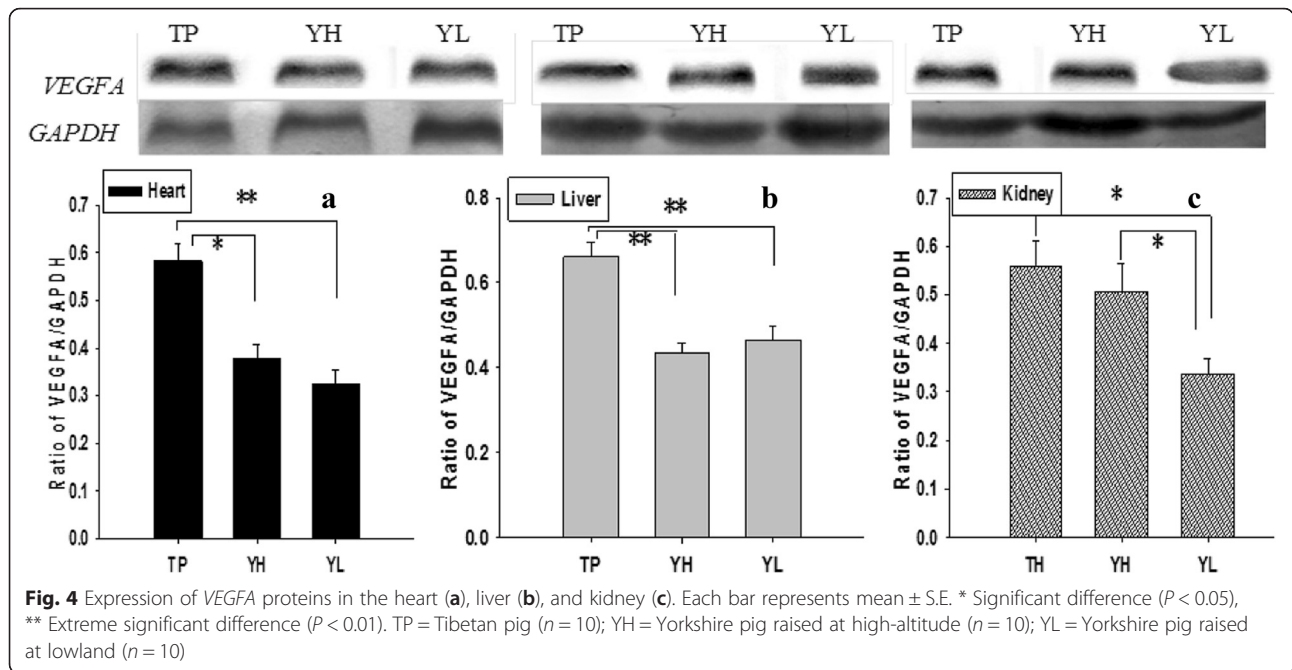 TP YH YL TP YH YL TP YH YL
VEGFA
GAPDH
Heart ** a
*
Ratio of VEGFA/GAPDH
0.7
0.6
0.5
0.4
0.3
0.2
0.1
0.0
TP YH YL
Liver ** b
**
Ratio of VEGFA/GAPDH
0.8
0.6
0.4
0.2
0.0
TP YH YL
Kidney * c
*
Ratio of VEGFA/GAPDH
0.7
0.6
0.5
0.4
0.3
0.2
0.1
0.0
TH YH YL
Fig. 4 Expression of VEGFA proteins in the heart (a), liver (b), and kidney (c). Each bar represents mean ± S.E. * Significant difference (P < 0.05),
** Extreme significant difference (P < 0.01). TP = Tibetan pig (n = 10); YH = Yorkshire pig raised at high-altitude (n = 10); YL = Yorkshire pig raised
at lowland (n = 10)